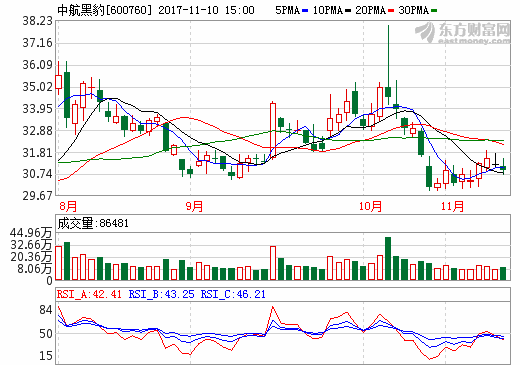 中航黑豹[600760] 2017-11-10 15:00 5PMA 10PMA 20PMA 30PMA
38.23
37.16
36.09
35.02
33.95
32.88
31.81
30.74
29.67
东方财富网
eastmoney.com
8月 9月 10月 11月
成交量:86481
44.96万
32.66万
20.36万
8.06万
RSI_A:42.41 RSI_B:43.25 RSI_C:46.21
84
50
15